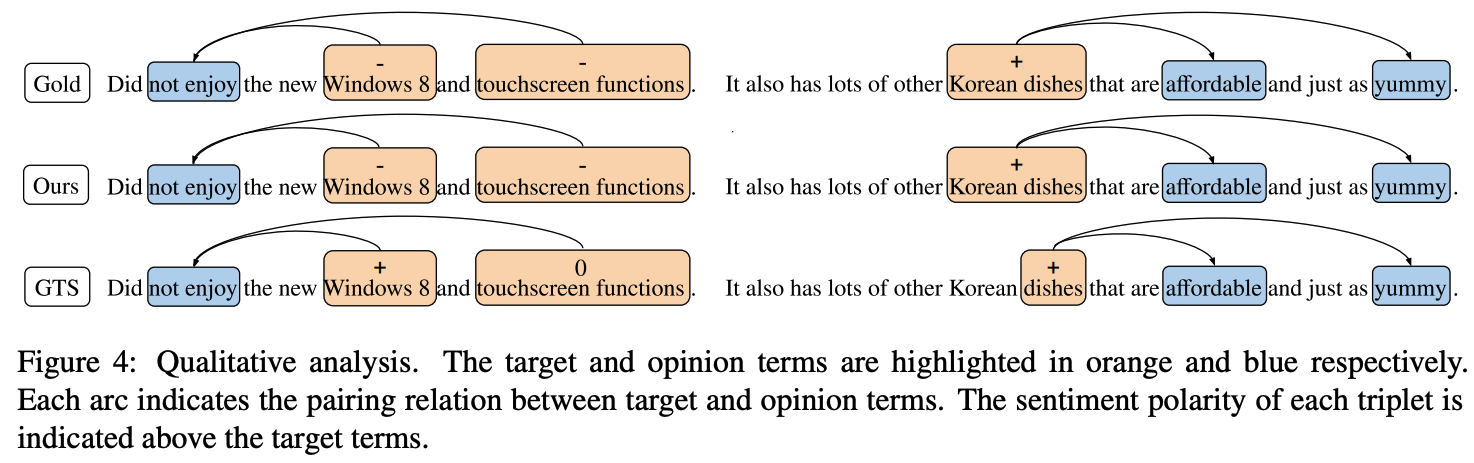 - - +
Gold Did not enjoy the new Windows 8 and touchscreen functions. It also has lots of other Korean dishes that are affordable and just as yummy.
- - +
Ours Did not enjoy the new Windows 8 and touchscreen functions. It also has lots of other Korean dishes that are affordable and just as yummy.
+ 0 +
GTS Did not enjoy the new Windows 8 and touchscreen functions. It also has lots of other Korean dishes that are affordable and just as yummy.
Figure 4: Qualitative analysis. The target and opinion terms are highlighted in orange and blue respectively.
Each arc indicates the pairing relation between target and opinion terms. The sentiment polarity of each triplet is
indicated above the target terms.